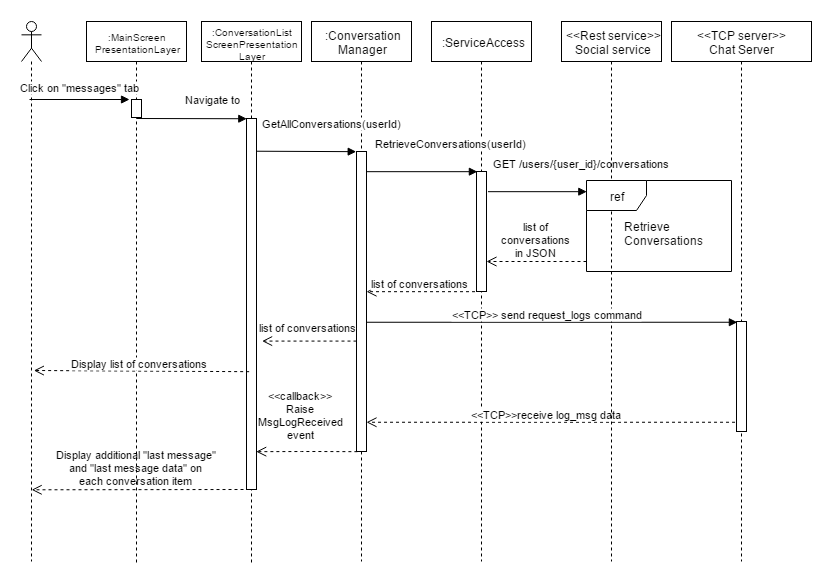 :MainScreen
PresentationLayer
:ConversationList
ScreenPresentation
Layer
:Conversation
Manager
:ServiceAccess
<<Rest service>>
Social service
<<TCP server>>
Chat Server
Click on "messages" tab
Navigate to
GetAllConversations(userId)
RetrieveConversations(userId)
GET /users/{user_id}/conversations
ref
Retrieve
Conversations
list of
conversations
in JSON
list of conversations
<<TCP>> send request_logs command
list of conversations
Display list of conversations
<<callback>>
Raise
MsgLogReceived
event
<<TCP>>receive log_msg data
Display additional "last message"
and "last message data" on
each conversation item